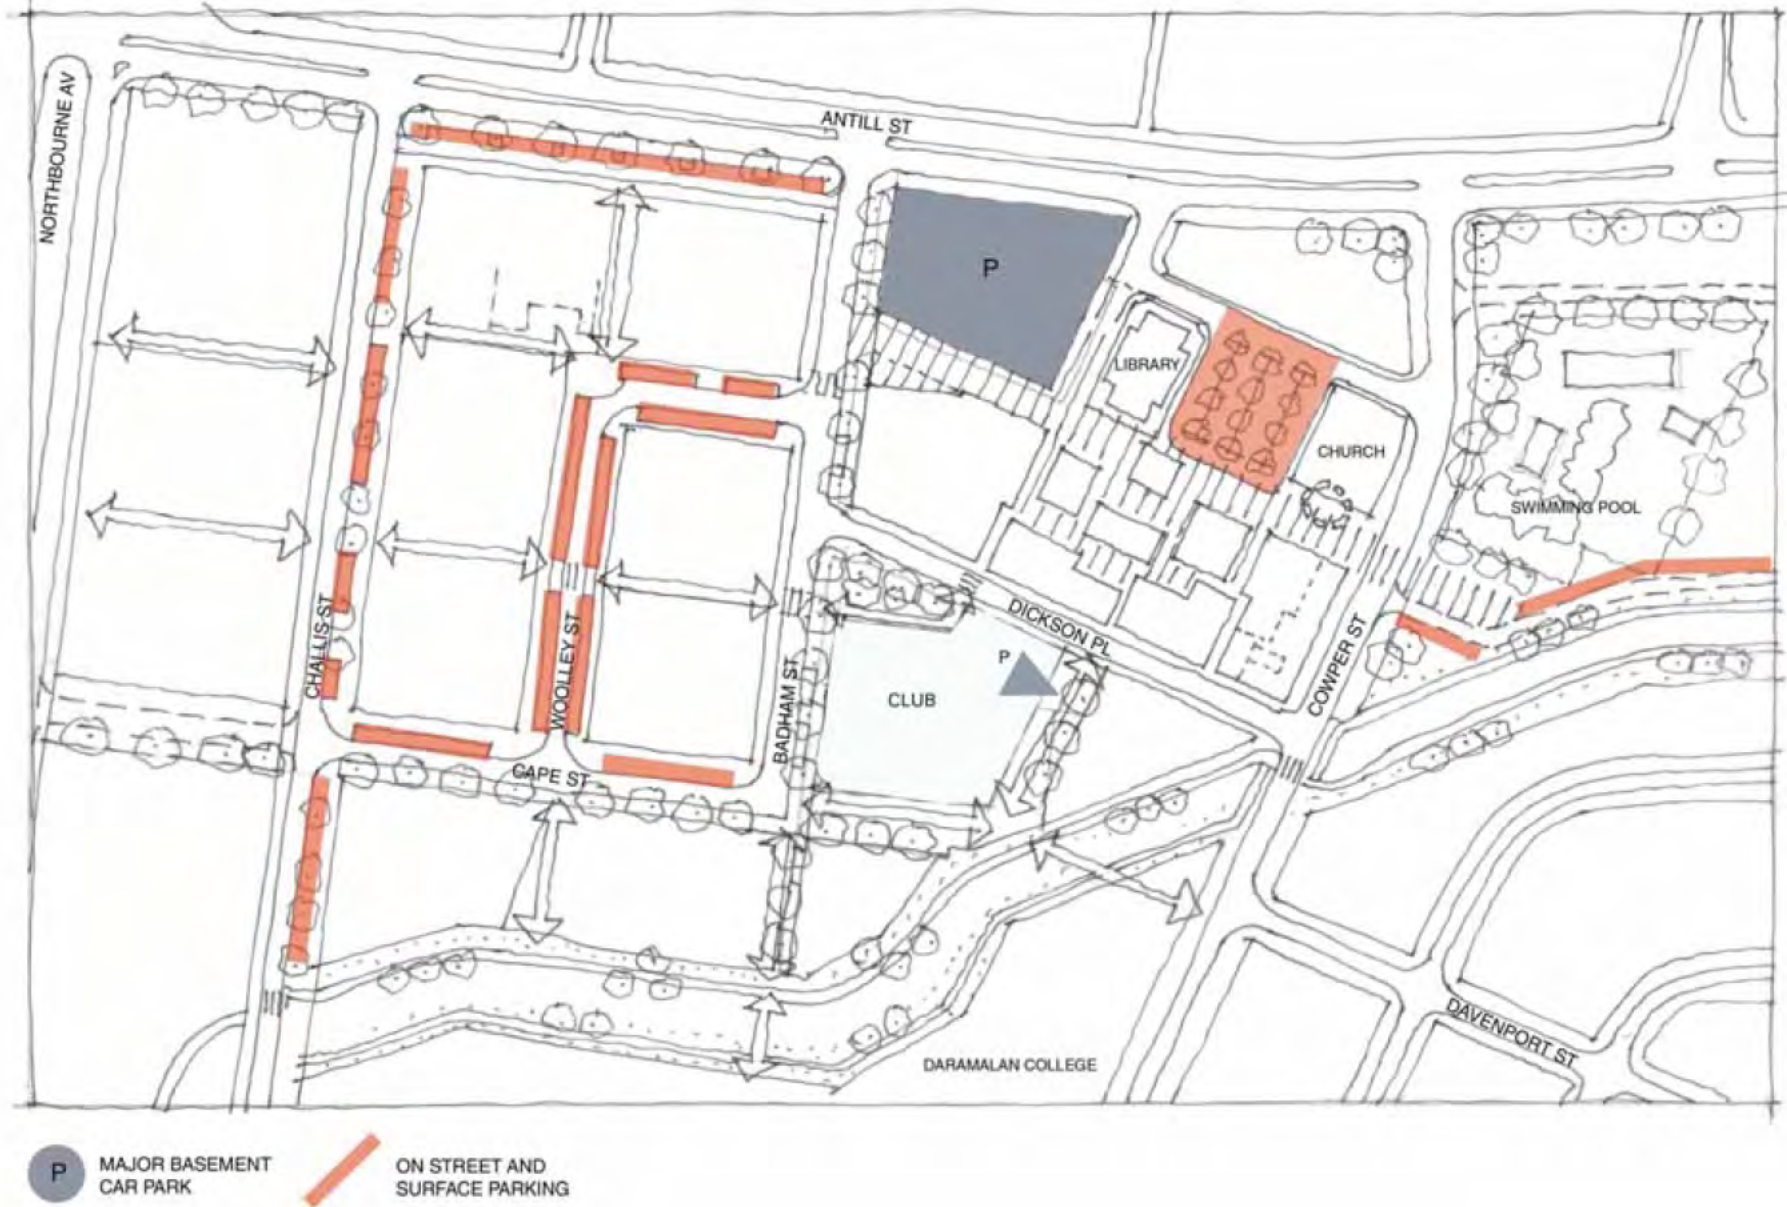 NORTHBOURNE AV
ANTILL ST
P
LIBRARY
CHURCH
SWIMMING POOL
CHALLIS ST
WOOLLEY ST
BADHAM ST
DICKSON PL
P
CLUB
COWPER ST
CAPE ST
DAVENPORT ST
DARAMALAN COLLEGE
P
MAJOR BASEMENT
CAR PARK
ON STREET AND
SURFACE PARKING